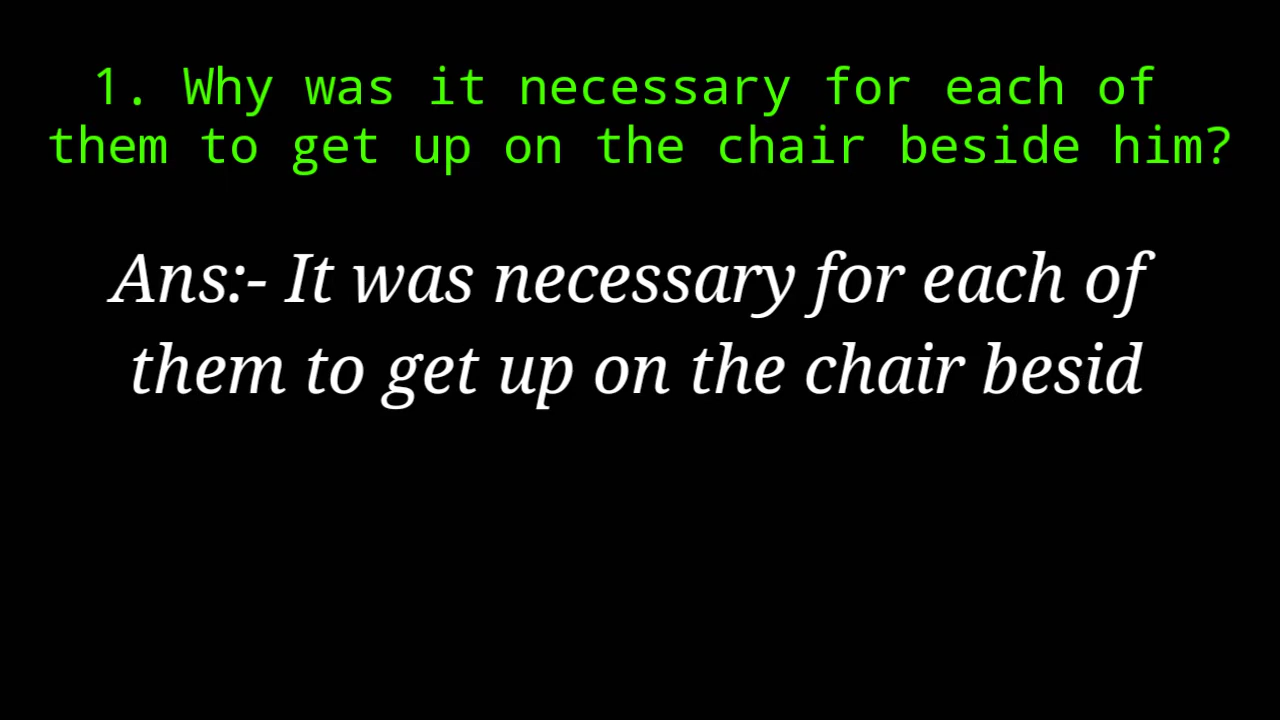 1. Why was it necessary for each of
them to get up on the chair beside him?
Ans:- It was necessary for each of
them to get up on the chair besid